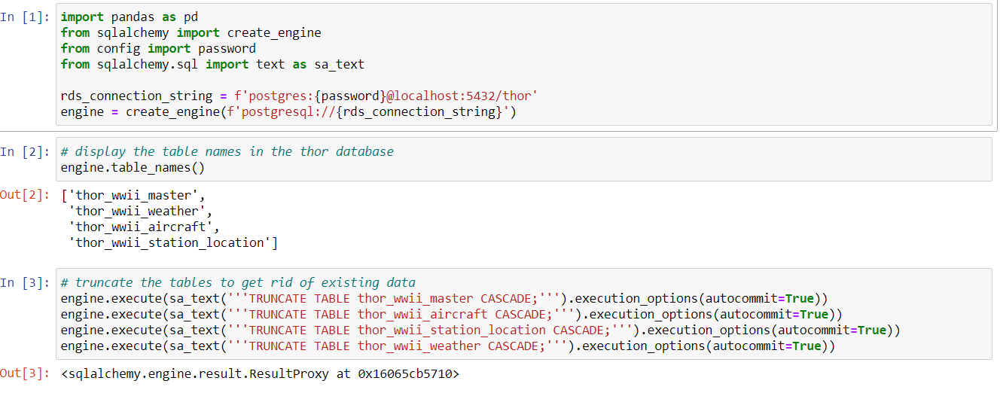 In [1]: import pandas as pd
from sqlalchemy import create_engine
from config import password
from sqlalchemy.sql import text as sa_text
rds_connection_string = f'postgres:{password}@localhost:5432/thor'
engine = create_engine(f'postgresql://{rds_connection_string}')
In [2]: # display the table names in the thor database
engine.table_names()
Out[2]: ['thor_wwii_master',
'thor_wwii_weather',
'thor_wwii_aircraft',
'thor_wwii_station_location']
In [3]: # truncate the tables to get rid of existing data
engine.execute(sa_text('''TRUNCATE TABLE thor_wwii_master CASCADE;''').execution_options(autocommit=True))
engine.execute(sa_text('''TRUNCATE TABLE thor_wwii_aircraft CASCADE;''').execution_options(autocommit=True))
engine.execute(sa_text('''TRUNCATE TABLE thor_wwii_station_location CASCADE;''').execution_options(autocommit=True))
engine.execute(sa_text('''TRUNCATE TABLE thor_wwii_weather CASCADE;''').execution_options(autocommit=True))
Out[3]: <sqlalchemy.engine.result.ResultProxy at 0x16065cb5710>